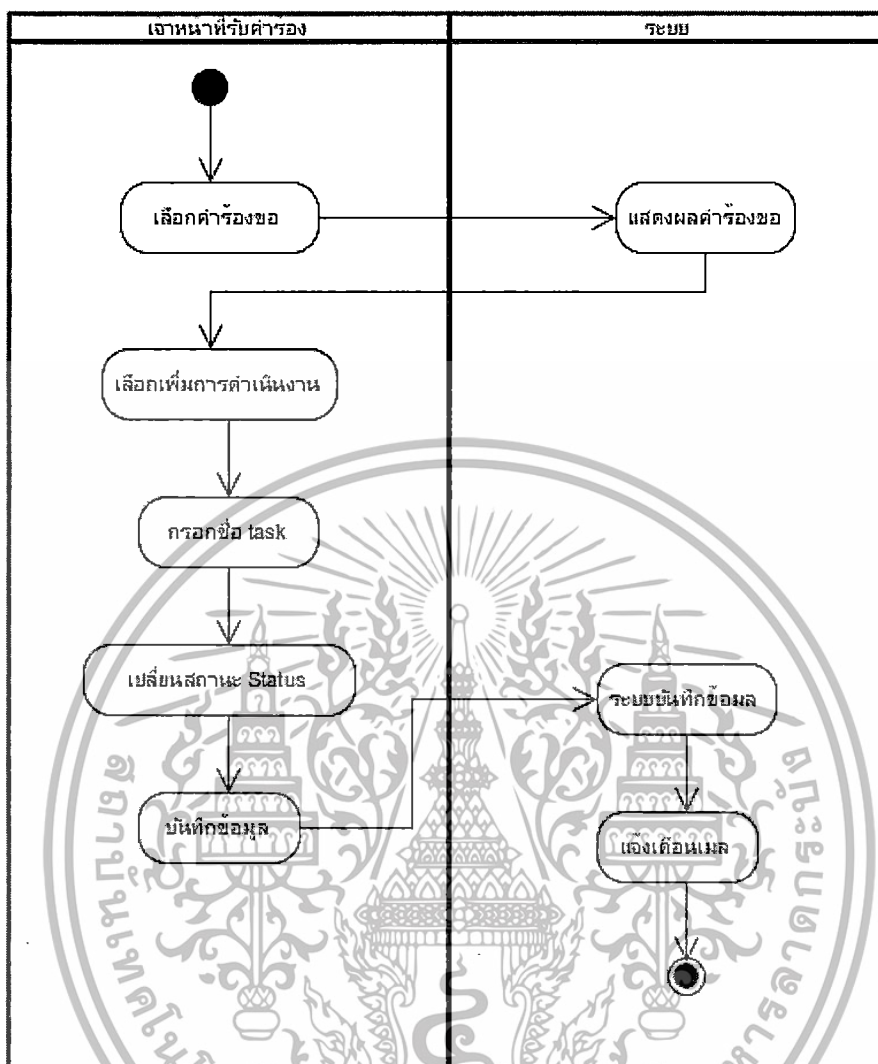 เจ้าหน้าที่รับคำร้อง
ระบบ
เลือกคำร้องขอ
แสดงผลคำร้องขอ
เลือกเพิ่มการดำเนินงาน
กรอกชื่อ task
เปลี่ยนสถานะ Status
ระบบบันทึกข้อมูล
บันทึกข้อมูล
แจ้งเตือนเมล